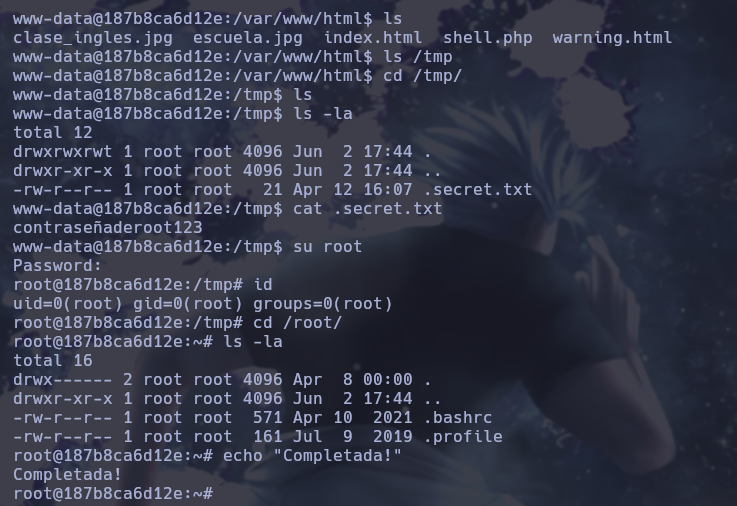 www-data@187b8ca6d12e:/var/www/html$ ls
clase_ingles.jpg  escuela.jpg  index.html  shell.php  warning.html
www-data@187b8ca6d12e:/var/www/html$ ls /tmp
www-data@187b8ca6d12e:/var/www/html$ cd /tmp/
www-data@187b8ca6d12e:/tmp$ ls
www-data@187b8ca6d12e:/tmp$ ls -la
total 12
drwxrwxrwt 1 root root 4096 Jun  2 17:44 .
drwxr-xr-x 1 root root 4096 Jun  2 17:44 ..
-rw-r--r-- 1 root root   21 Apr 12 16:07 .secret.txt
www-data@187b8ca6d12e:/tmp$ cat .secret.txt
contraseñaderoot123
www-data@187b8ca6d12e:/tmp$ su root
Password:
root@187b8ca6d12e:/tmp# id
uid=0(root) gid=0(root) groups=0(root)
root@187b8ca6d12e:/tmp# cd /root/
root@187b8ca6d12e:~# ls -la
total 16
drwx------ 2 root root 4096 Apr  8 00:00 .
drwxr-xr-x 1 root root 4096 Jun  2 17:44 ..
-rw-r--r-- 1 root root  571 Apr 10  2021 .bashrc
-rw-r--r-- 1 root root  161 Jul  9  2019 .profile
root@187b8ca6d12e:~# echo "Completada!"
Completada!
root@187b8ca6d12e:~#